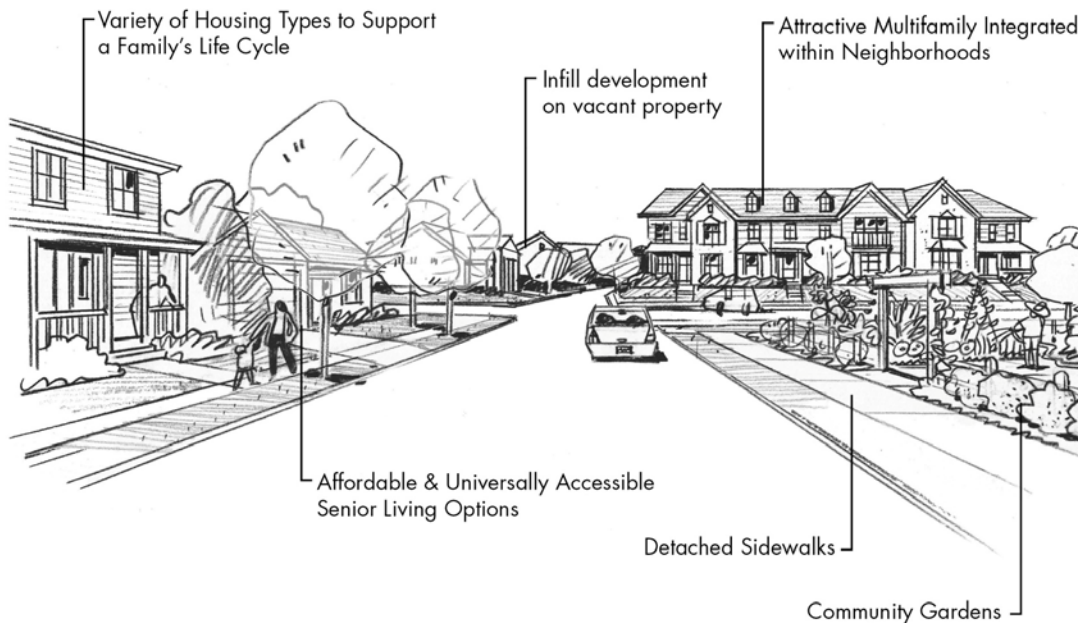 Variety of Housing Types to Support
a Family's Life Cycle
Attractive Multifamily Integrated
within Neighborhoods
Infill development
on vacant property
Affordable & Universally Accessible
Senior Living Options
Detached Sidewalks
Community Gardens